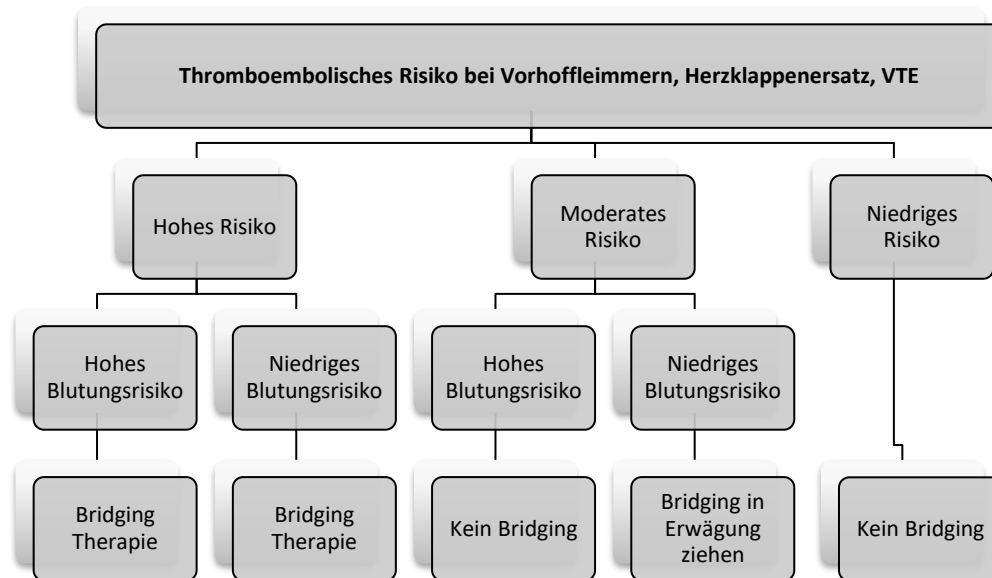 Thromboembolisches Risiko bei Vorhoffleimmern, Herzklappenersatz, VTE
Hohes Risiko
Moderates
Risiko
Niedriges
Risiko
Hohes
Blutungsrisiko
Niedriges
Blutungsrisiko
Hohes
Blutungsrisiko
Niedriges
Blutungsrisiko
Bridging
Therapie
Bridging
Therapie
Kein Bridging
Bridging in
Erwägung
ziehen
Kein Bridging